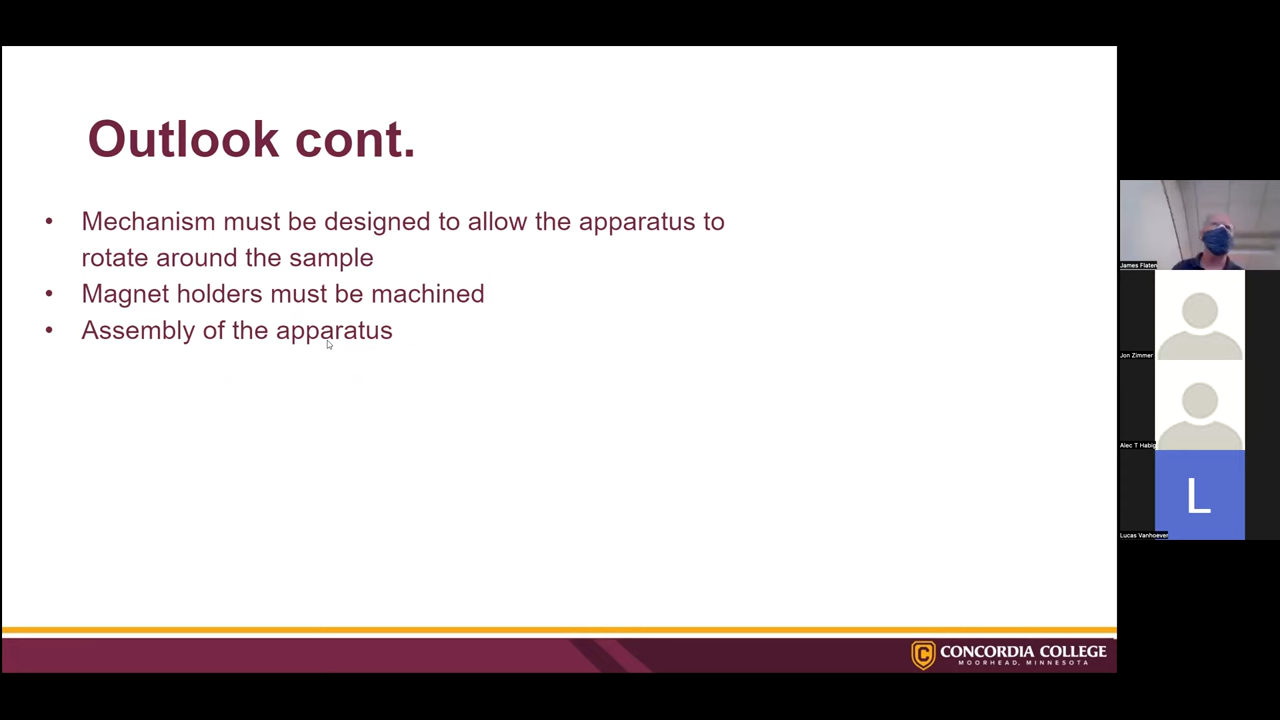 Outlook cont.
• Mechanism must be designed to allow the apparatus to
rotate around the sample
• Magnet holders must be machined
• Assembly of the apparatus
C CONCORDIA COLLEGE
MOORHEAD, MINNESOTA
James Flaten
Jon Zimmer
Alec T Habig
L
Lucas Vanhoever